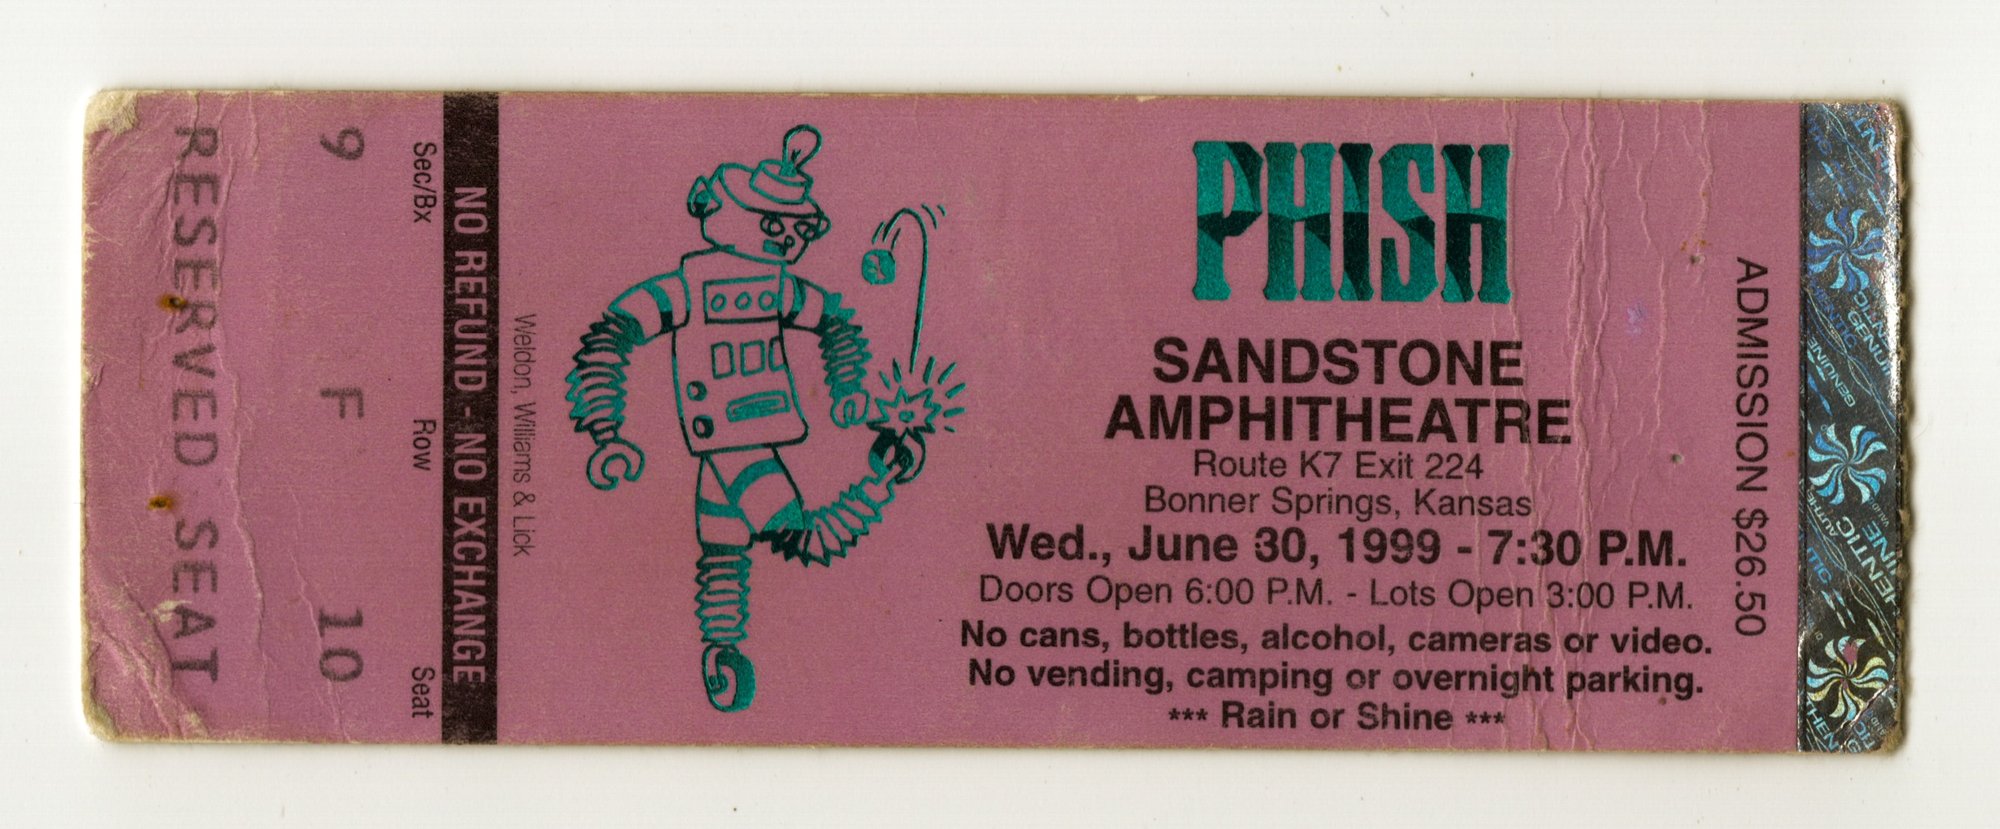 RESERVED SEAT
9 F 10
Sec/Bx Row Seat
NO REFUND - NO EXCHANGE
Weldon, Williams & Lick
PHISH
SANDSTONE
AMPHITHEATRE
Route K7 Exit 224
Bonner Springs, Kansas
Wed., June 30, 1999 - 7:30 P.M.
Doors Open 6:00 P.M. - Lots Open 3:00 P.M.
No cans, bottles, alcohol, cameras or video.
No vending, camping or overnight parking.
*** Rain or Shine ***
ADMISSION $26.50
GENUINE